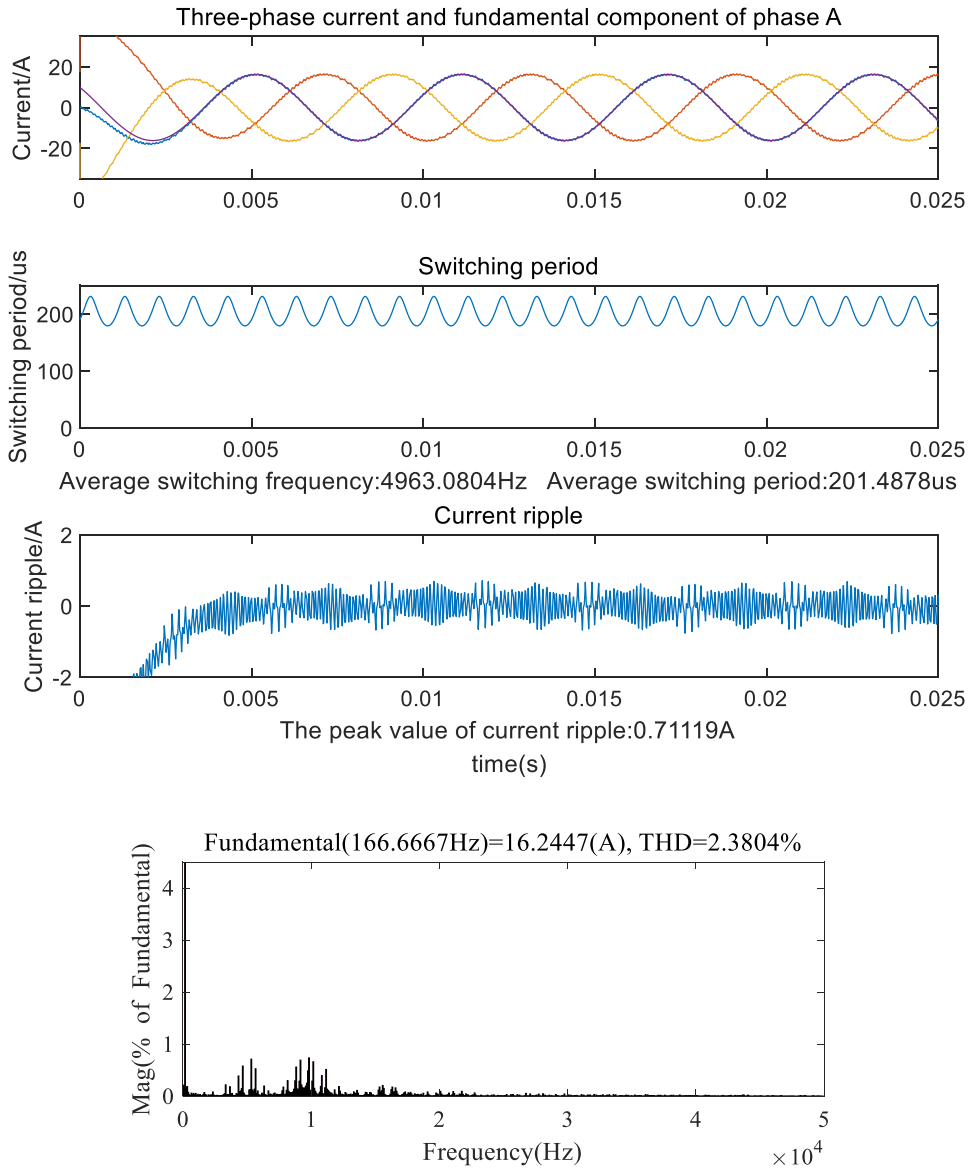 Three-phase current and fundamental component of phase A
Current/A
20
0
-20
0 0.005 0.01 0.015 0.02 0.025
Switching period
Switching period/us
200
100
0
0 0.005 0.01 0.015 0.02 0.025
Average switching frequency:4963.0804Hz Average switching period:201.4878us
Current ripple
Current ripple/A
2
0
-2
0 0.005 0.01 0.015 0.02 0.025
The peak value of current ripple:0.71119A
time(s)
Fundamental(166.6667Hz)=16.2447(A), THD=2.3804%
Mag(% of Fundamental)
4
3
2
1
0
0 1 2 3 4 5
Frequency(Hz)
×10^4